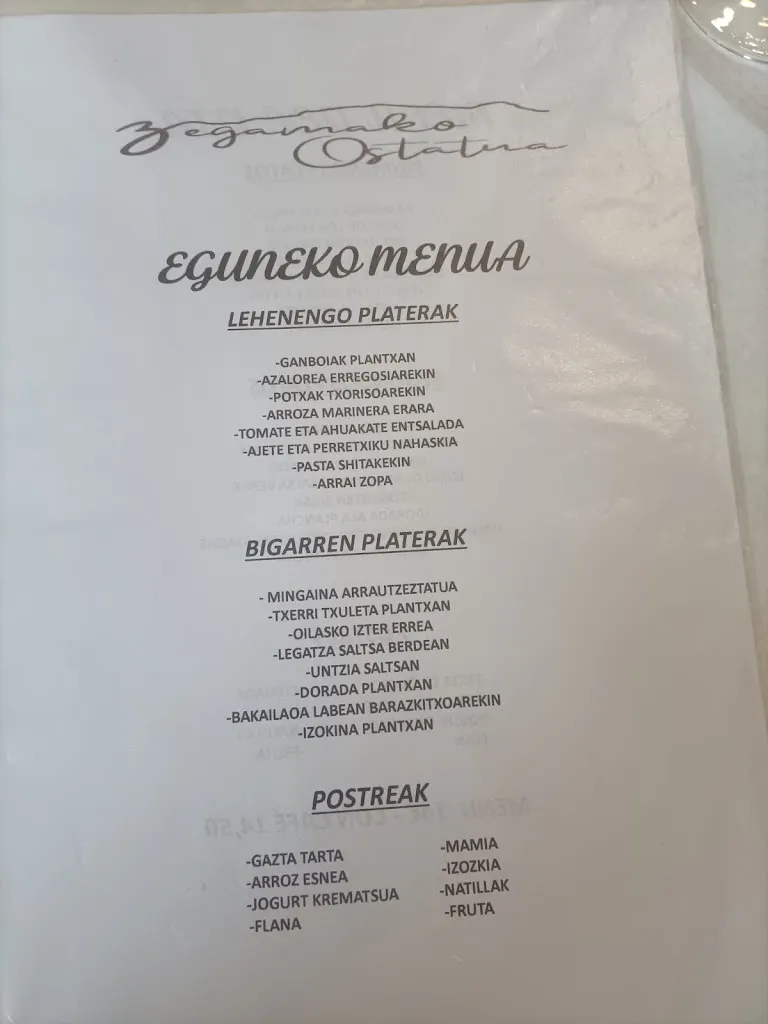 Zegamako
Ostatua
EGUNEKO MENUA
LEHENENGO PLATERAK
-GANBOIAK PLANTXAN
-AZALOREA ERREGOSIAREKIN
-POTXAK TXORISOAREKIN
-ARROZA MARINERA ERARA
-TOMATE ETA AHUAKATE ENTSALADA
-AJETE ETA PERRETXIKU NAHASKIA
-PASTA SHITAKEKIN
-ARRAI ZOPA
BIGARREN PLATERAK
- MINGAINA ARRAUTZEZTATUA
-TXERRI TXULETA PLANTXAN
-OILASKO IZTER ERREA
-LEGATZA SALTSA BERDEAN
-UNTZIA SALTSAN
-DORADA PLANTXAN
-BAKAILAOA LABEAN BARAZKITXOAREKIN
-IZOKINA PLANTXAN
POSTREAK
-GAZTA TARTA
-ARROZ ESNEA
-JOGURT KREMATSUA
-FLANA
-MAMIA
-IZOZKIA
-NATILLAK
-FRUTA